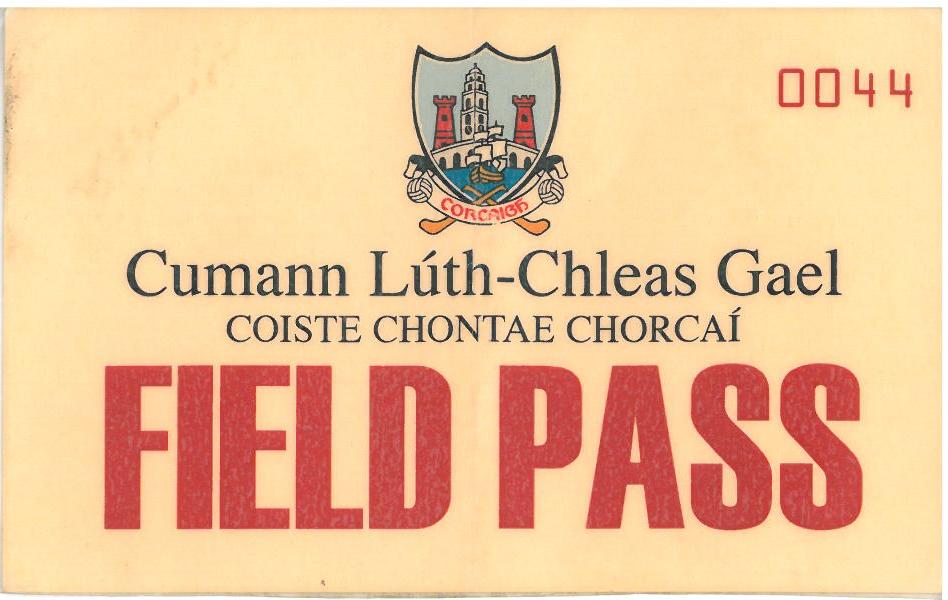 0044
CORCAIGH
Cumann Lúth-Chleas Gael
COISTE CHONTAE CHORCAÍ
FIELD PASS